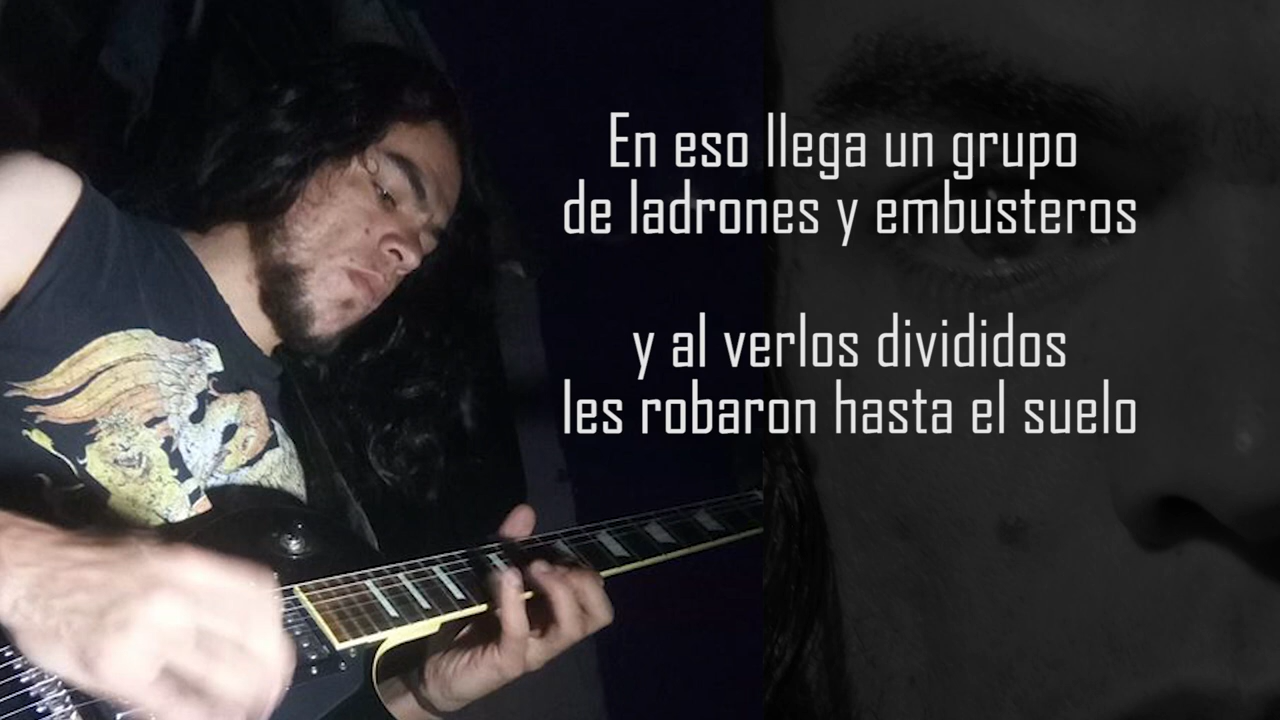 En eso llega un grupo
de ladrones y embusteros
y al verlos divididos
les robaron hasta el suelo